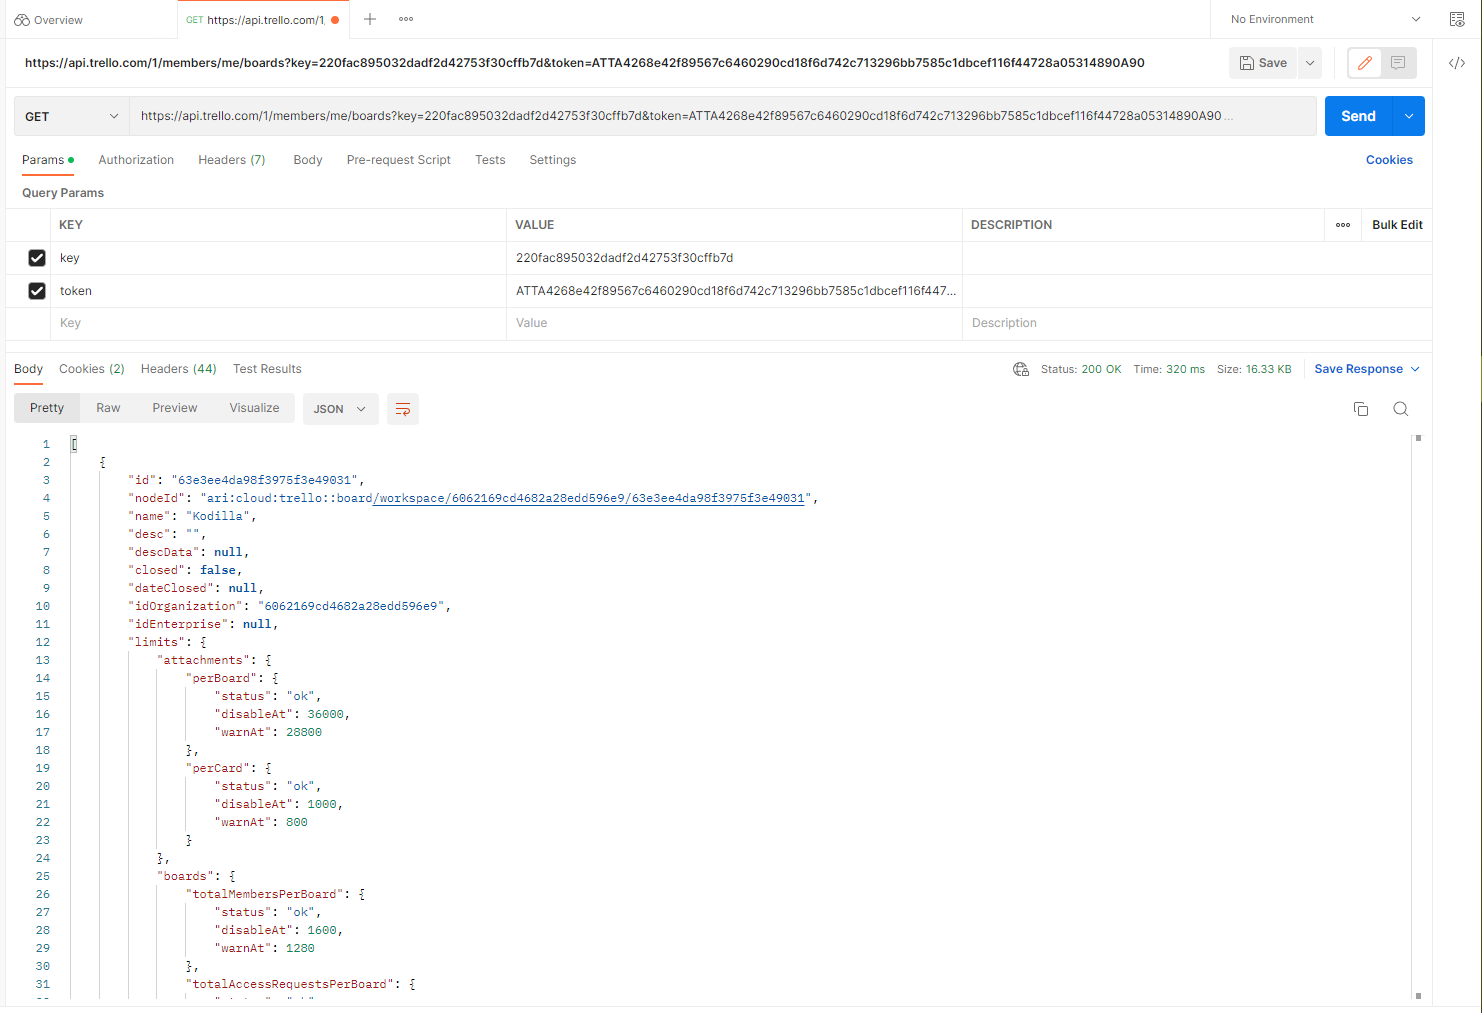 Overview
GET https://api.trello.com/1,
No Environment
https://api.trello.com/1/members/me/boards?key=220fac895032dadf2d42753f30cffb7d&token=ATTA4268e42f89567c6460290cd18f6d742c713296bb7585c1dbcef116f44728a05314890A90
Save
GET
https://api.trello.com/1/members/me/boards?key=220fac895032dadf2d42753f30cffb7d&token=ATTA4268e42f89567c6460290cd18f6d742c713296bb7585c1dbcef116f44728a05314890A90...
Send
Params Authorization Headers (7) Body Pre-request Script Tests Settings Cookies
Query Params
KEY VALUE DESCRIPTION Bulk Edit
key 220fac895032dadf2d42753f30cffb7d
token ATTA4268e42f89567c6460290cd18f6d742c713296bb7585c1dbcef116f447...
Key Value Description
Body Cookies (2) Headers (44) Test Results Status: 200 OK Time: 320 ms Size: 16.33 KB Save Response
Pretty Raw Preview Visualize JSON
1 [
2 {
3 "id": "63e3ee4da98f3975f3e49031",
4 "nodeId": "ari:cloud:trello::board/workspace/6062169cd4682a28edd596e9/63e3ee4da98f3975f3e49031",
5 "name": "Kodilla",
6 "desc": "",
7 "descData": null,
8 "closed": false,
9 "dateClosed": null,
10 "idOrganization": "6062169cd4682a28edd596e9",
11 "idEnterprise": null,
12 "limits": {
13 "attachments": {
14 "perBoard": {
15 "status": "ok",
16 "disableAt": 36000,
17 "warnAt": 28800
18 },
19 "perCard": {
20 "status": "ok",
21 "disableAt": 1000,
22 "warnAt": 800
23 }
24 },
25 "boards": {
26 "totalMembersPerBoard": {
27 "status": "ok",
28 "disableAt": 1600,
29 "warnAt": 1280
30 },
31 "totalAccessRequestsPerBoard": {